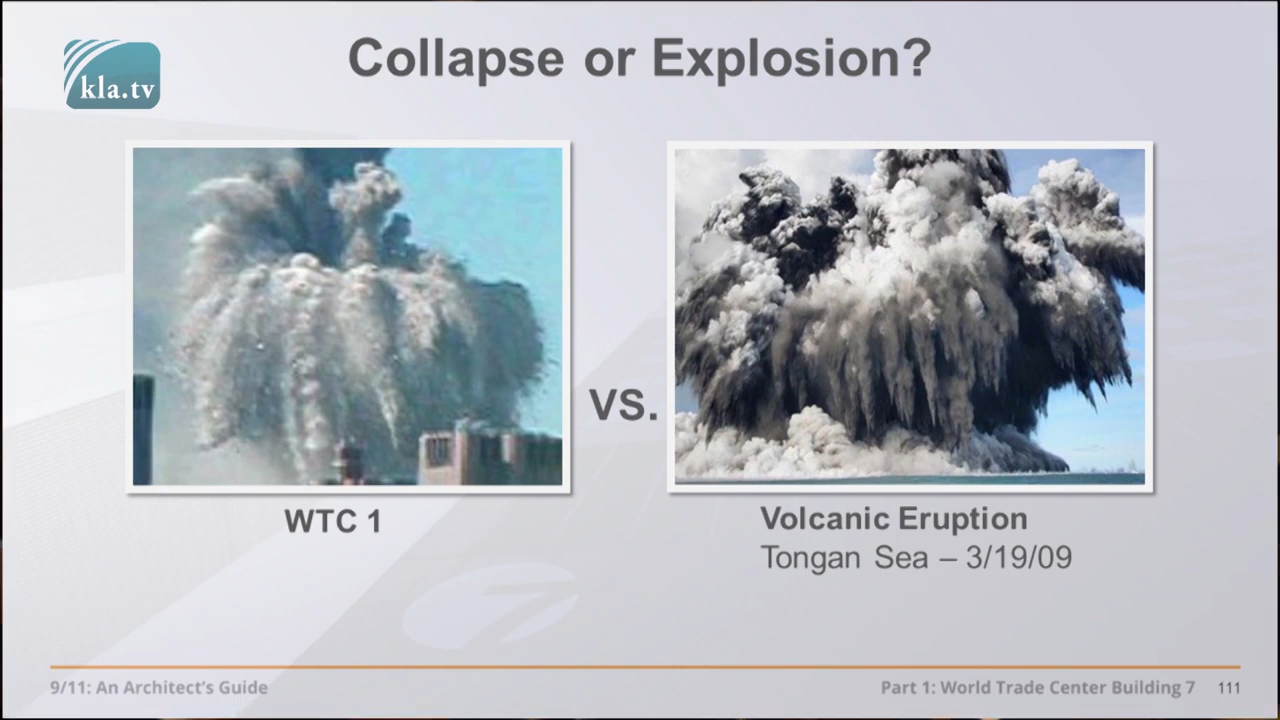 Collapse or Explosion?
kla.tv
VS.
WTC 1
Volcanic Eruption
Tongan Sea – 3/19/09
9/11: An Architect's Guide
Part 1: World Trade Center Building 7 111